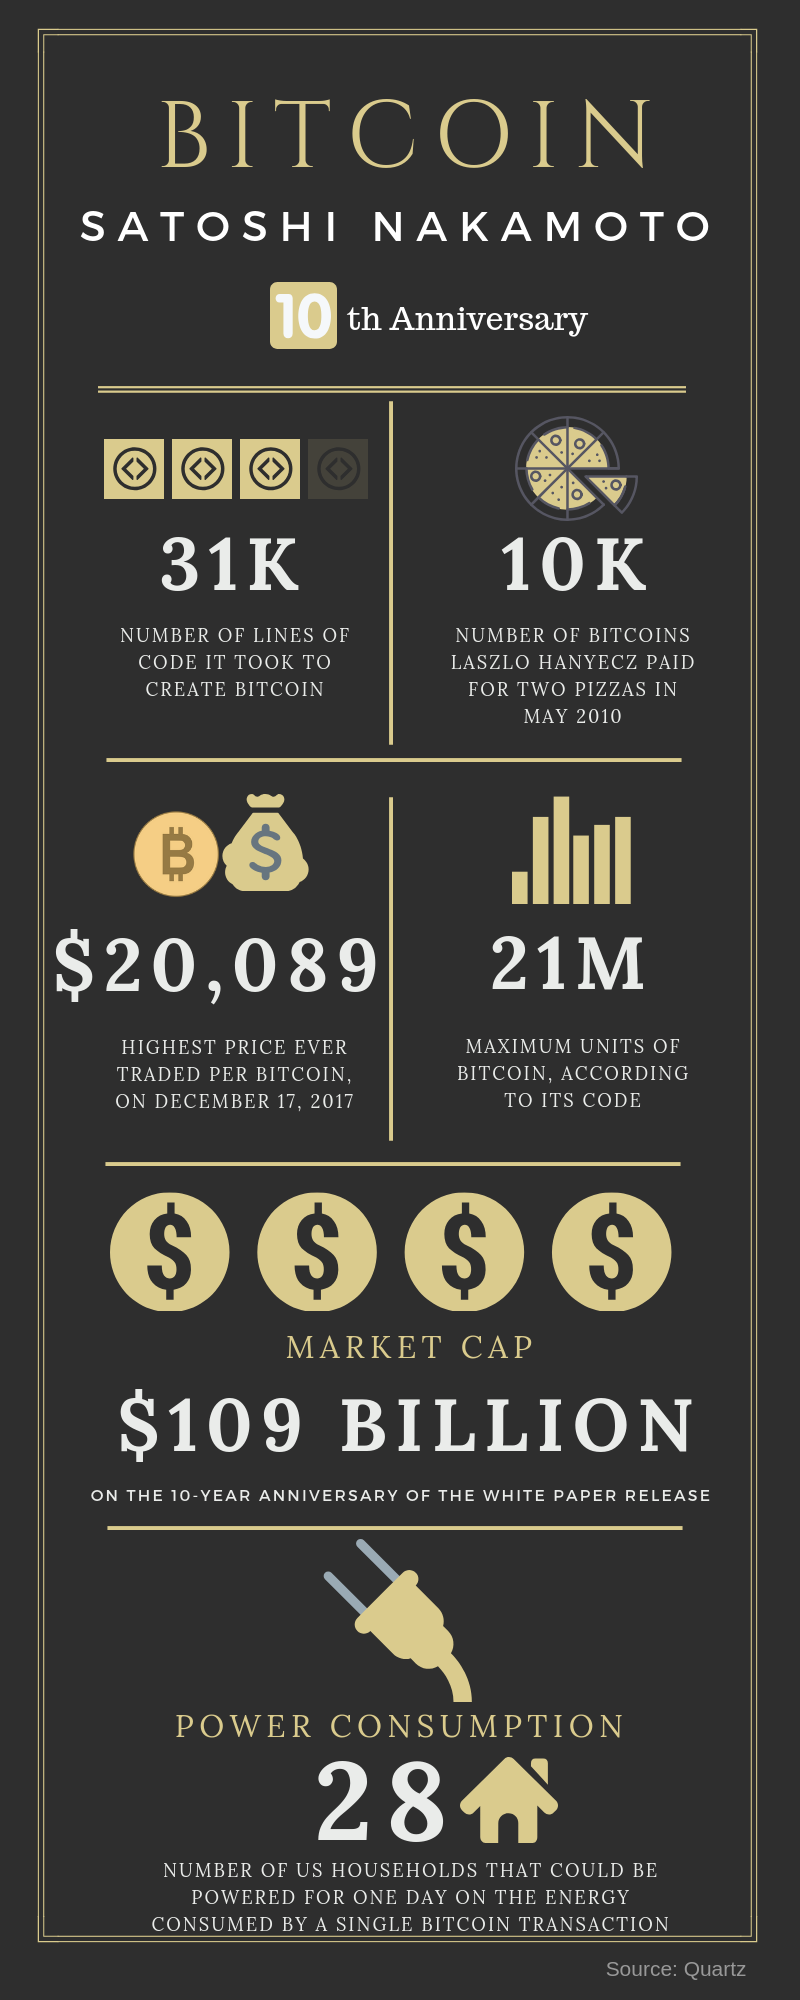 BITCOIN
SATOSHI NAKAMOTO
10 th Anniversary
31K
NUMBER OF LINES OF
CODE IT TOOK TO
CREATE BITCOIN
10K
NUMBER OF BITCOINS
LASZLO HANYECZ PAID
FOR TWO PIZZAS IN
MAY 2010
$20,089
HIGHEST PRICE EVER
TRADED PER BITCOIN,
ON DECEMBER 17, 2017
21M
MAXIMUM UNITS OF
BITCOIN, ACCORDING
TO ITS CODE
MARKET CAP
$109 BILLION
ON THE 10-YEAR ANNIVERSARY OF THE WHITE PAPER RELEASE
POWER CONSUMPTION
28
NUMBER OF US HOUSEHOLDS THAT COULD BE
POWERED FOR ONE DAY ON THE ENERGY
CONSUMED BY A SINGLE BITCOIN TRANSACTION
Source: Quartz